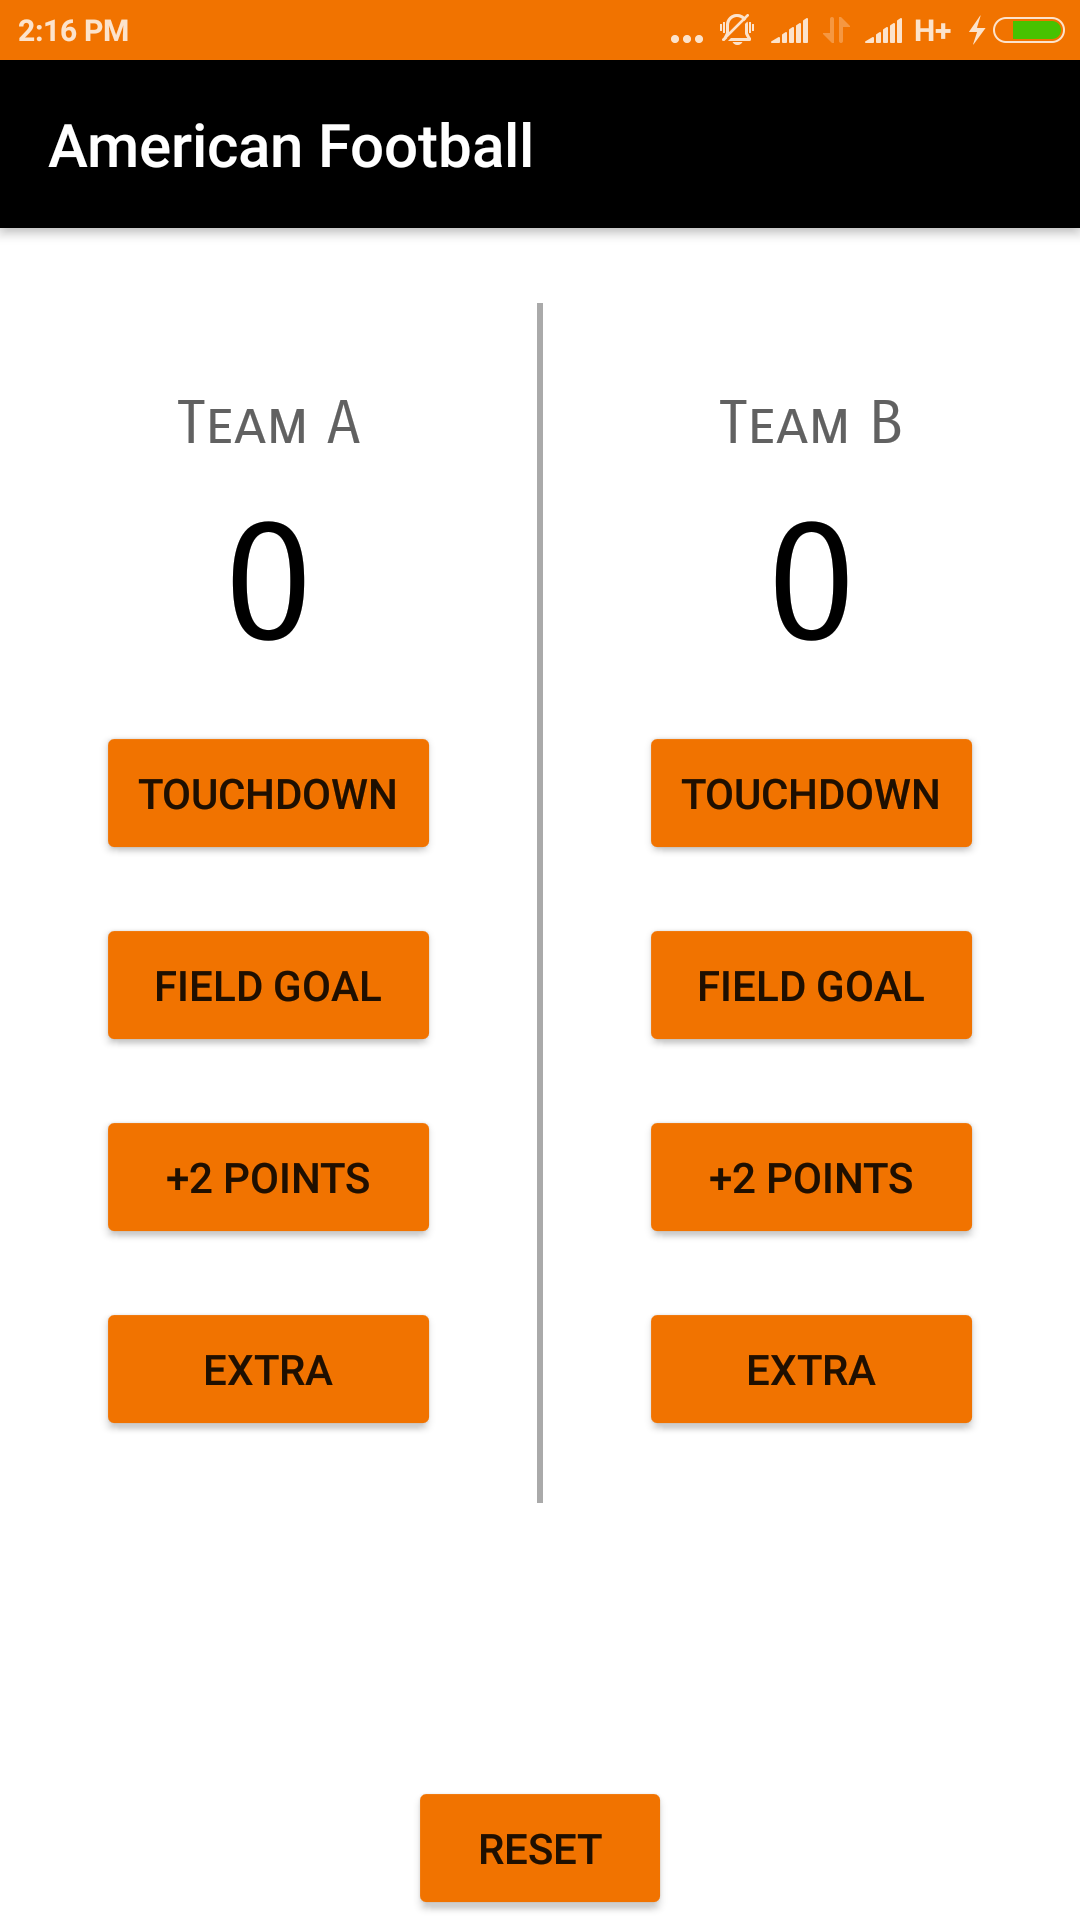 2:16 PM H+
American Football
Team A Team B
0 0
TOUCHDOWN TOUCHDOWN
FIELD GOAL FIELD GOAL
+2 POINTS +2 POINTS
EXTRA EXTRA
RESET